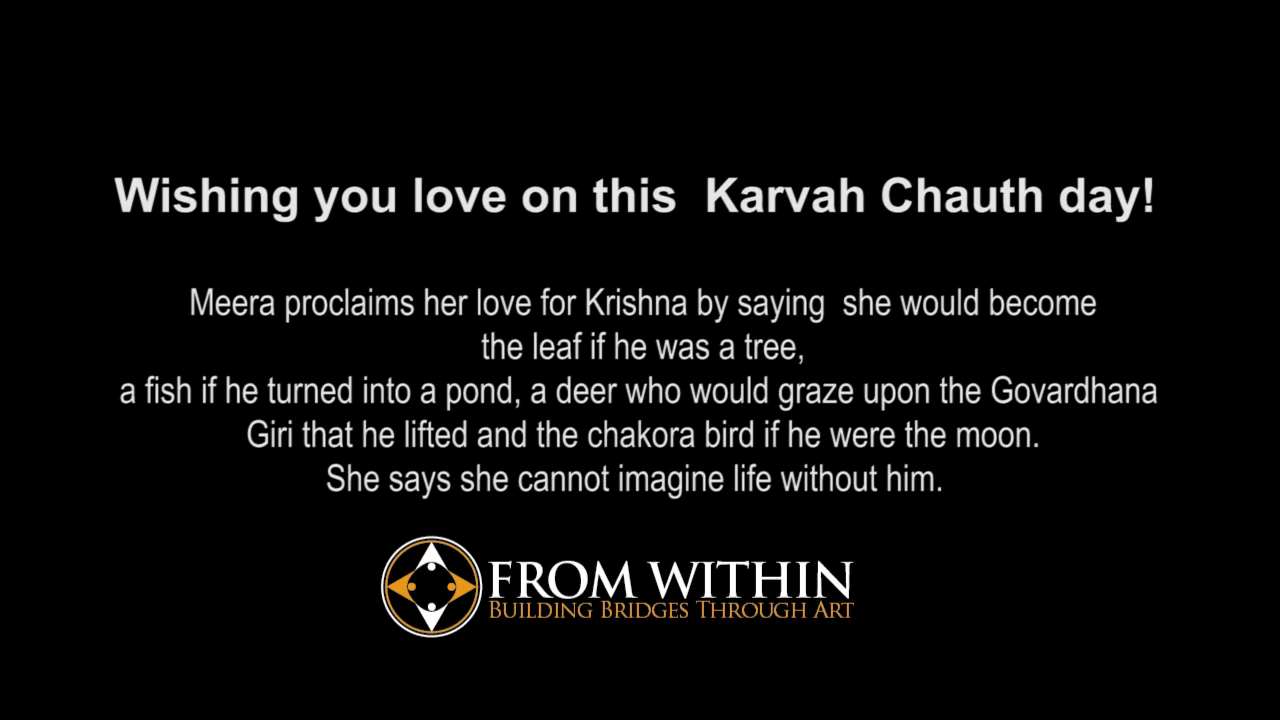 Wishing you love on this  Karvah Chauth day!
Meera proclaims her love for Krishna by saying  she would become
the leaf if he was a tree,
a fish if he turned into a pond, a deer who would graze upon the Govardhana
Giri that he lifted and the chakora bird if he were the moon.
She says she cannot imagine life without him.
FROM WITHIN
BUILDING BRIDGES THROUGH ART